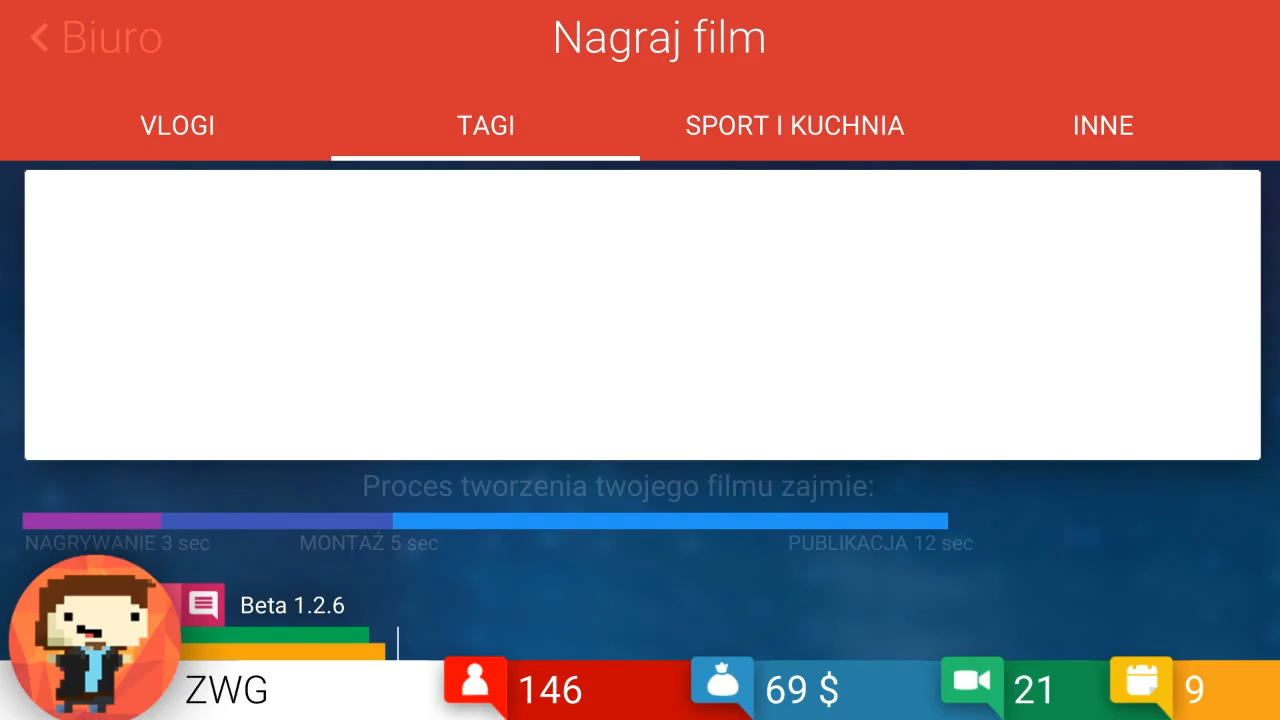 Biuro
Nagraj film
VLOGI
TAGI
SPORT I KUCHNIA
INNE
Proces tworzenia twojego filmu zajmie:
NAGRYWANIE 3 sec
MONTAŻ 5 sec
PUBLIKACJA 12 sec
Beta 1.2.6
ZWG
146
69 $
21
9